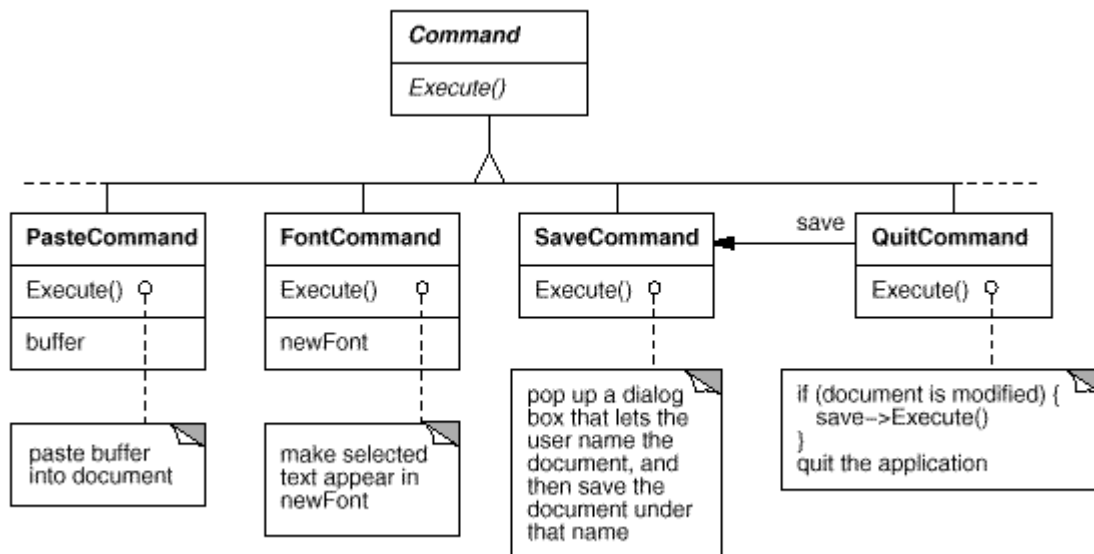 Command
Execute()
PasteCommand
Execute()
buffer
paste buffer
into document
FontCommand
Execute()
newFont
make selected
text appear in
newFont
SaveCommand
Execute()
pop up a dialog
box that lets the
user name the
document, and
then save the
document under
that name
save
QuitCommand
Execute()
if (document is modified) {
save->Execute()
}
quit the application